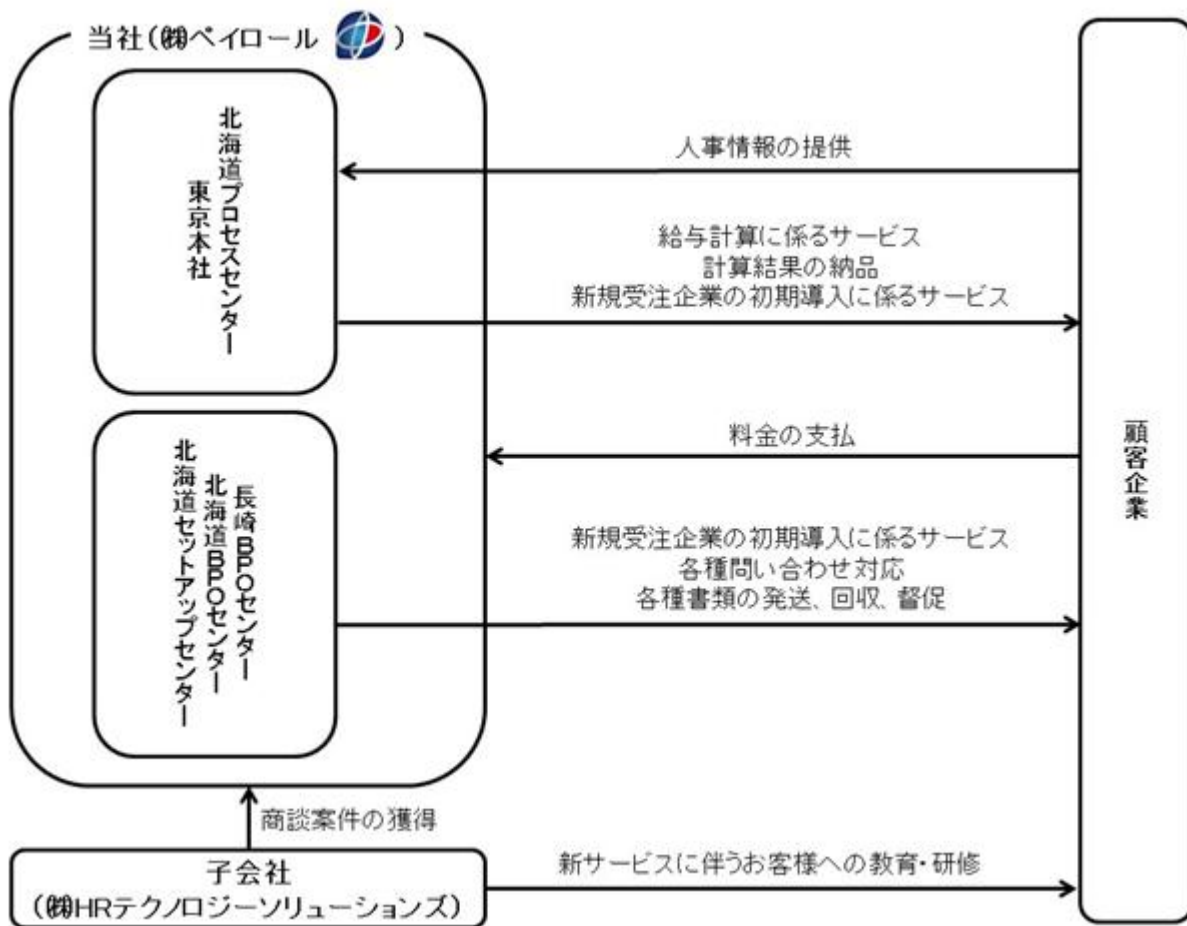 当社(㈱ペイロール)
北海道プロセスセンター
東京本社
人事情報の提供
給与計算に係るサービス
計算結果の納品
新規受注企業の初期導入に係るサービス
料金の支払
顧客企業
長崎BPOセンター
北海道BPOセンター
北海道セットアップセンター
新規受注企業の初期導入に係るサービス
各種問い合わせ対応
各種書類の発送、回収、督促
商談案件の獲得
子会社
(㈱HRテクノロジーソリューションズ)
新サービスに伴うお客様への教育・研修